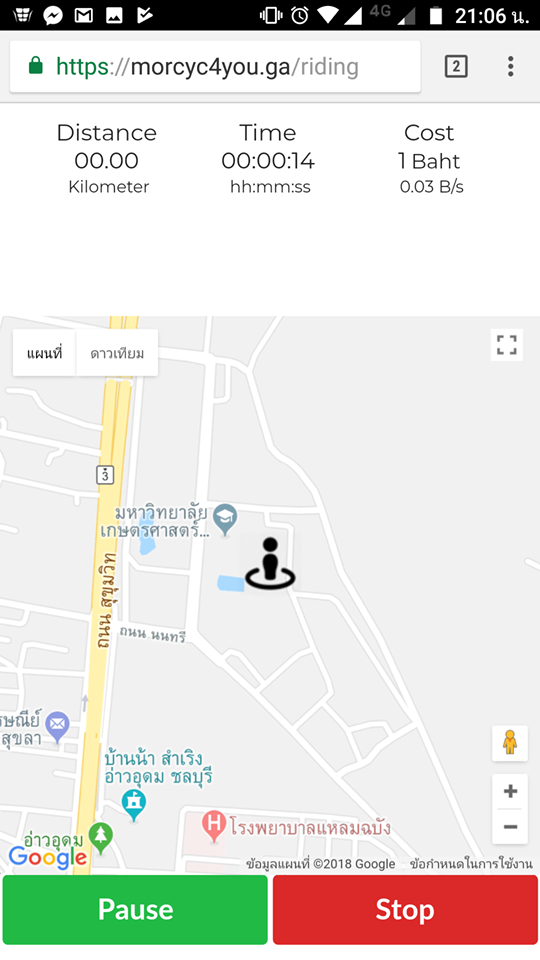 4G
21:06 น.
https://morcyc4you.ga/riding
2
Distance
Time
Cost
00.00
00:00:14
1 Baht
Kilometer
hh:mm:ss
0.03 B/s
แผนที่
ดาวเทียม
3
มหาวิทยาลัย
เกษตรศาสตร์...
ถนน สุขุมวิท
ถนน นนทรี
รษณีย์
สุขลา
บ้านน้า สำเริง
อ่าวอุดม ชลบุรี
H
โรงพยาบาลแหลมฉบัง
อ่าวอุดม
Google
ข้อมูลแผนที่ ©2018 Google
ข้อกำหนดในการใช้งาน
+
−
Pause
Stop